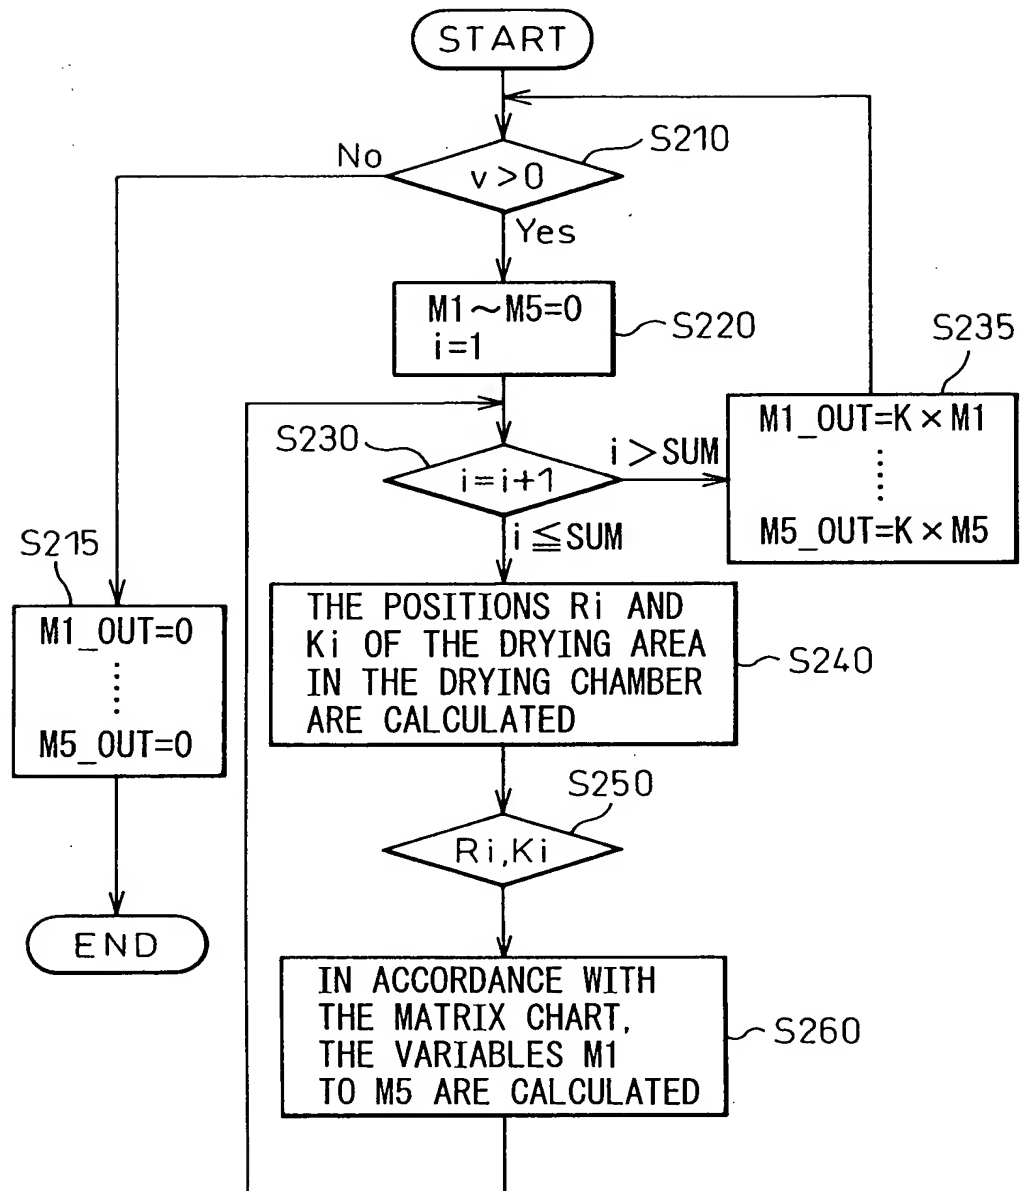 START
S210
No
v>0
Yes
M1～M5=0
i=1
S220
S235
M1_OUT=K×M1
M5_OUT=K×M5
S230
i=i+1
i>SUM
i≦SUM
S215
M1_OUT=0
M5_OUT=0
THE POSITIONS Ri AND
Ki OF THE DRYING AREA
IN THE DRYING CHAMBER
ARE CALCULATED
S240
S250
Ri,Ki
END
IN ACCORDANCE WITH
THE MATRIX CHART,
THE VARIABLES M1
TO M5 ARE CALCULATED
S260